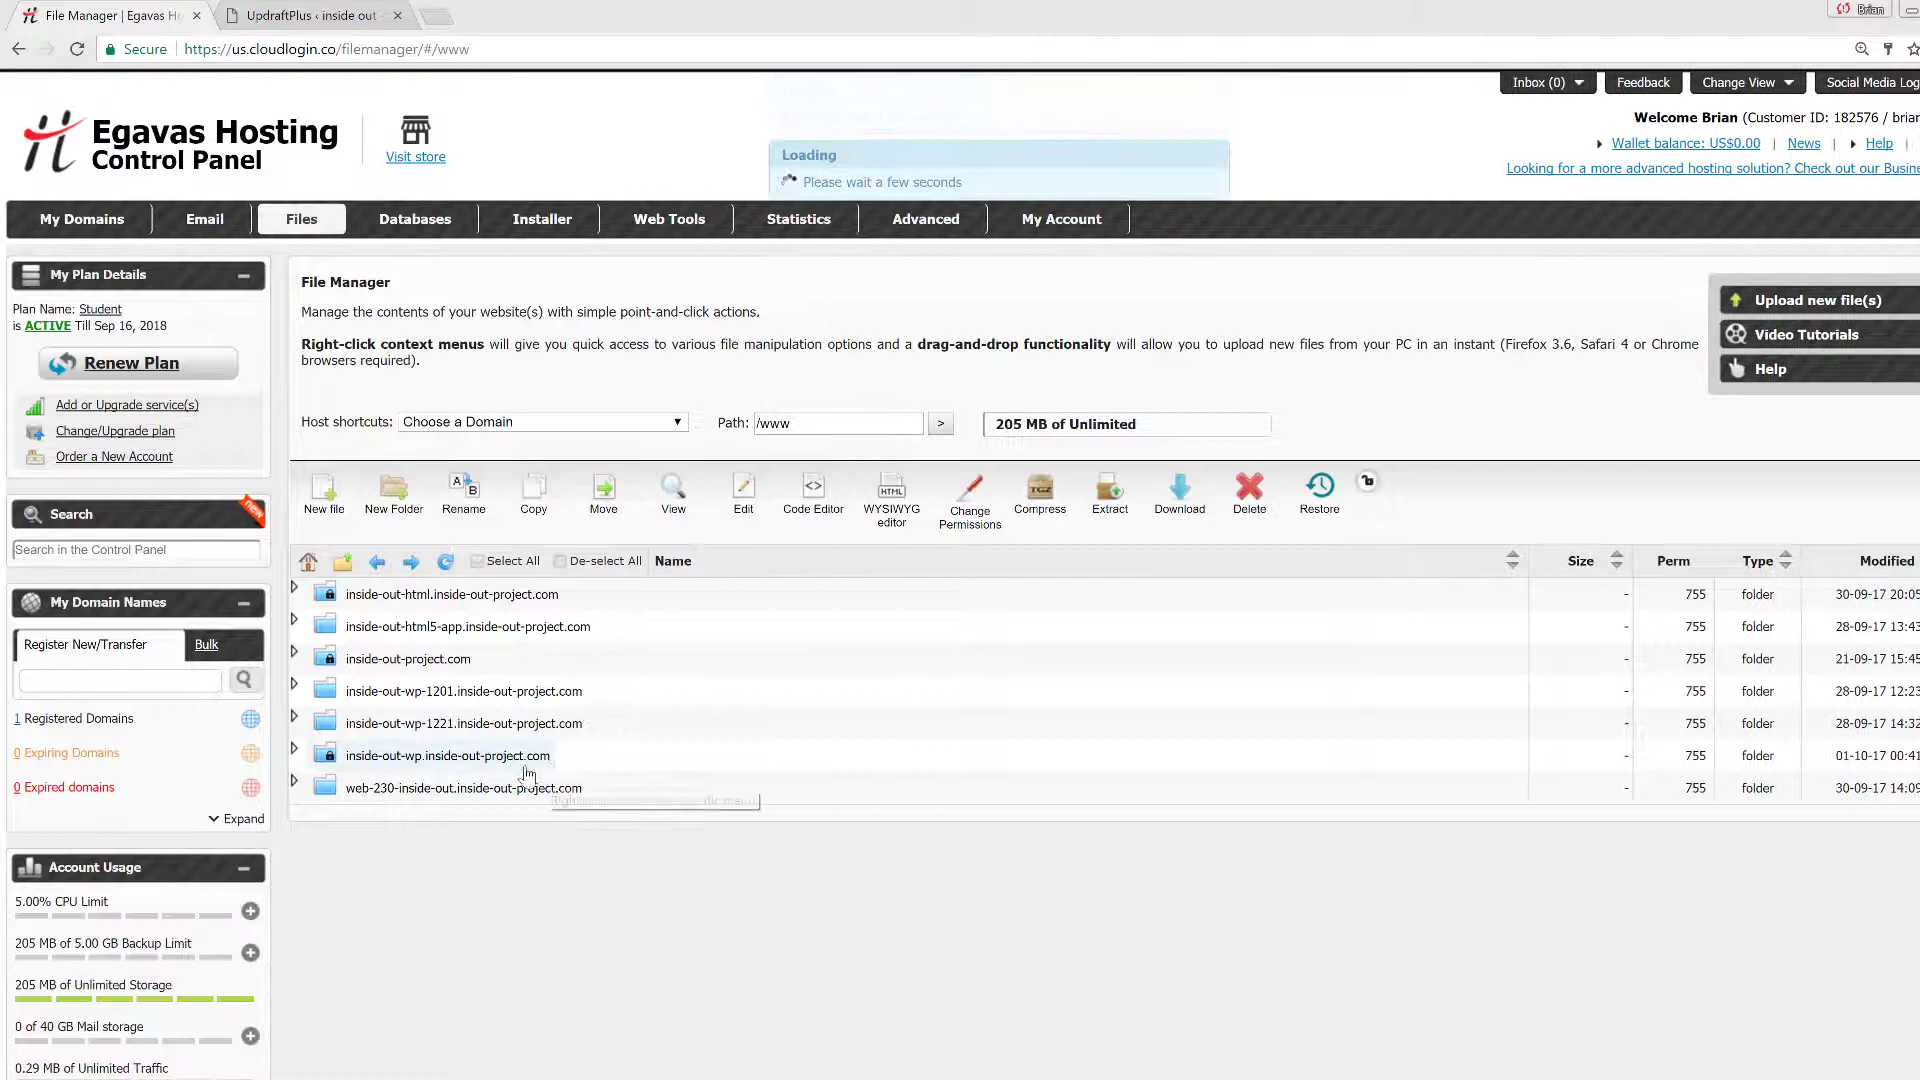 File Manager | Egavas H
UpdraftPlus ‹ inside out
Brian
Secure
https://us.cloudlogin.co/filemanager/#/www
Inbox (0)
Feedback
Change View
Social Media Log
Egavas Hosting
Control Panel
Visit store
Loading
Please wait a few seconds
Welcome Brian (Customer ID: 182576 / brian
Wallet balance: US$0.00 | News | Help |
Looking for a more advanced hosting solution? Check out our Busine
My Domains
Email
Files
Databases
Installer
Web Tools
Statistics
Advanced
My Account
My Plan Details
Plan Name: Student
is ACTIVE Till Sep 16, 2018
Renew Plan
Add or Upgrade service(s)
Change/Upgrade plan
Order a New Account
Search
new
Search in the Control Panel
My Domain Names
Register New/Transfer
Bulk
1 Registered Domains
0 Expiring Domains
0 Expired domains
Expand
Account Usage
5.00% CPU Limit
205 MB of 5.00 GB Backup Limit
205 MB of Unlimited Storage
0 of 40 GB Mail storage
0.29 MB of Unlimited Traffic
File Manager
Manage the contents of your website(s) with simple point-and-click actions.
Right-click context menus will give you quick access to various file manipulation options and a drag-and-drop functionality will allow you to upload new files from your PC in an instant (Firefox 3.6, Safari 4 or Chrome
browsers required).
Upload new file(s)
Video Tutorials
Help
Host shortcuts: Choose a Domain
Path: /www
>
205 MB of Unlimited
New file
New Folder
A B
Rename
Copy
Move
View
Edit
<>
Code Editor
HTML
WYSIWYG
editor
Change
Permissions
TGZ
Compress
Extract
Download
Delete
Restore
Select All
De-select All
Name
Size
Perm
Type
Modified
inside-out-html.inside-out-project.com - 755 folder 30-09-17 20:05
inside-out-html5-app.inside-out-project.com - 755 folder 28-09-17 13:43
inside-out-project.com - 755 folder 21-09-17 15:45
inside-out-wp-1201.inside-out-project.com - 755 folder 28-09-17 12:23
inside-out-wp-1221.inside-out-project.com - 755 folder 28-09-17 14:32
inside-out-wp.inside-out-project.com - 755 folder 01-10-17 00:41
web-230-inside-out.inside-out-project.com - 755 folder 30-09-17 14:09